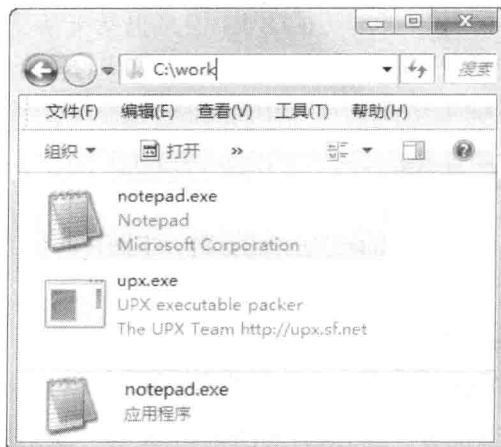 C:\work
搜索
文件(F) 编辑(E) 查看(V) 工具(T) 帮助(H)
组织 打开 »
notepad.exe
Notepad
Microsoft Corporation
upx.exe
UPX executable packer
The UPX Team http://upx.sf.net
notepad.exe
应用程序